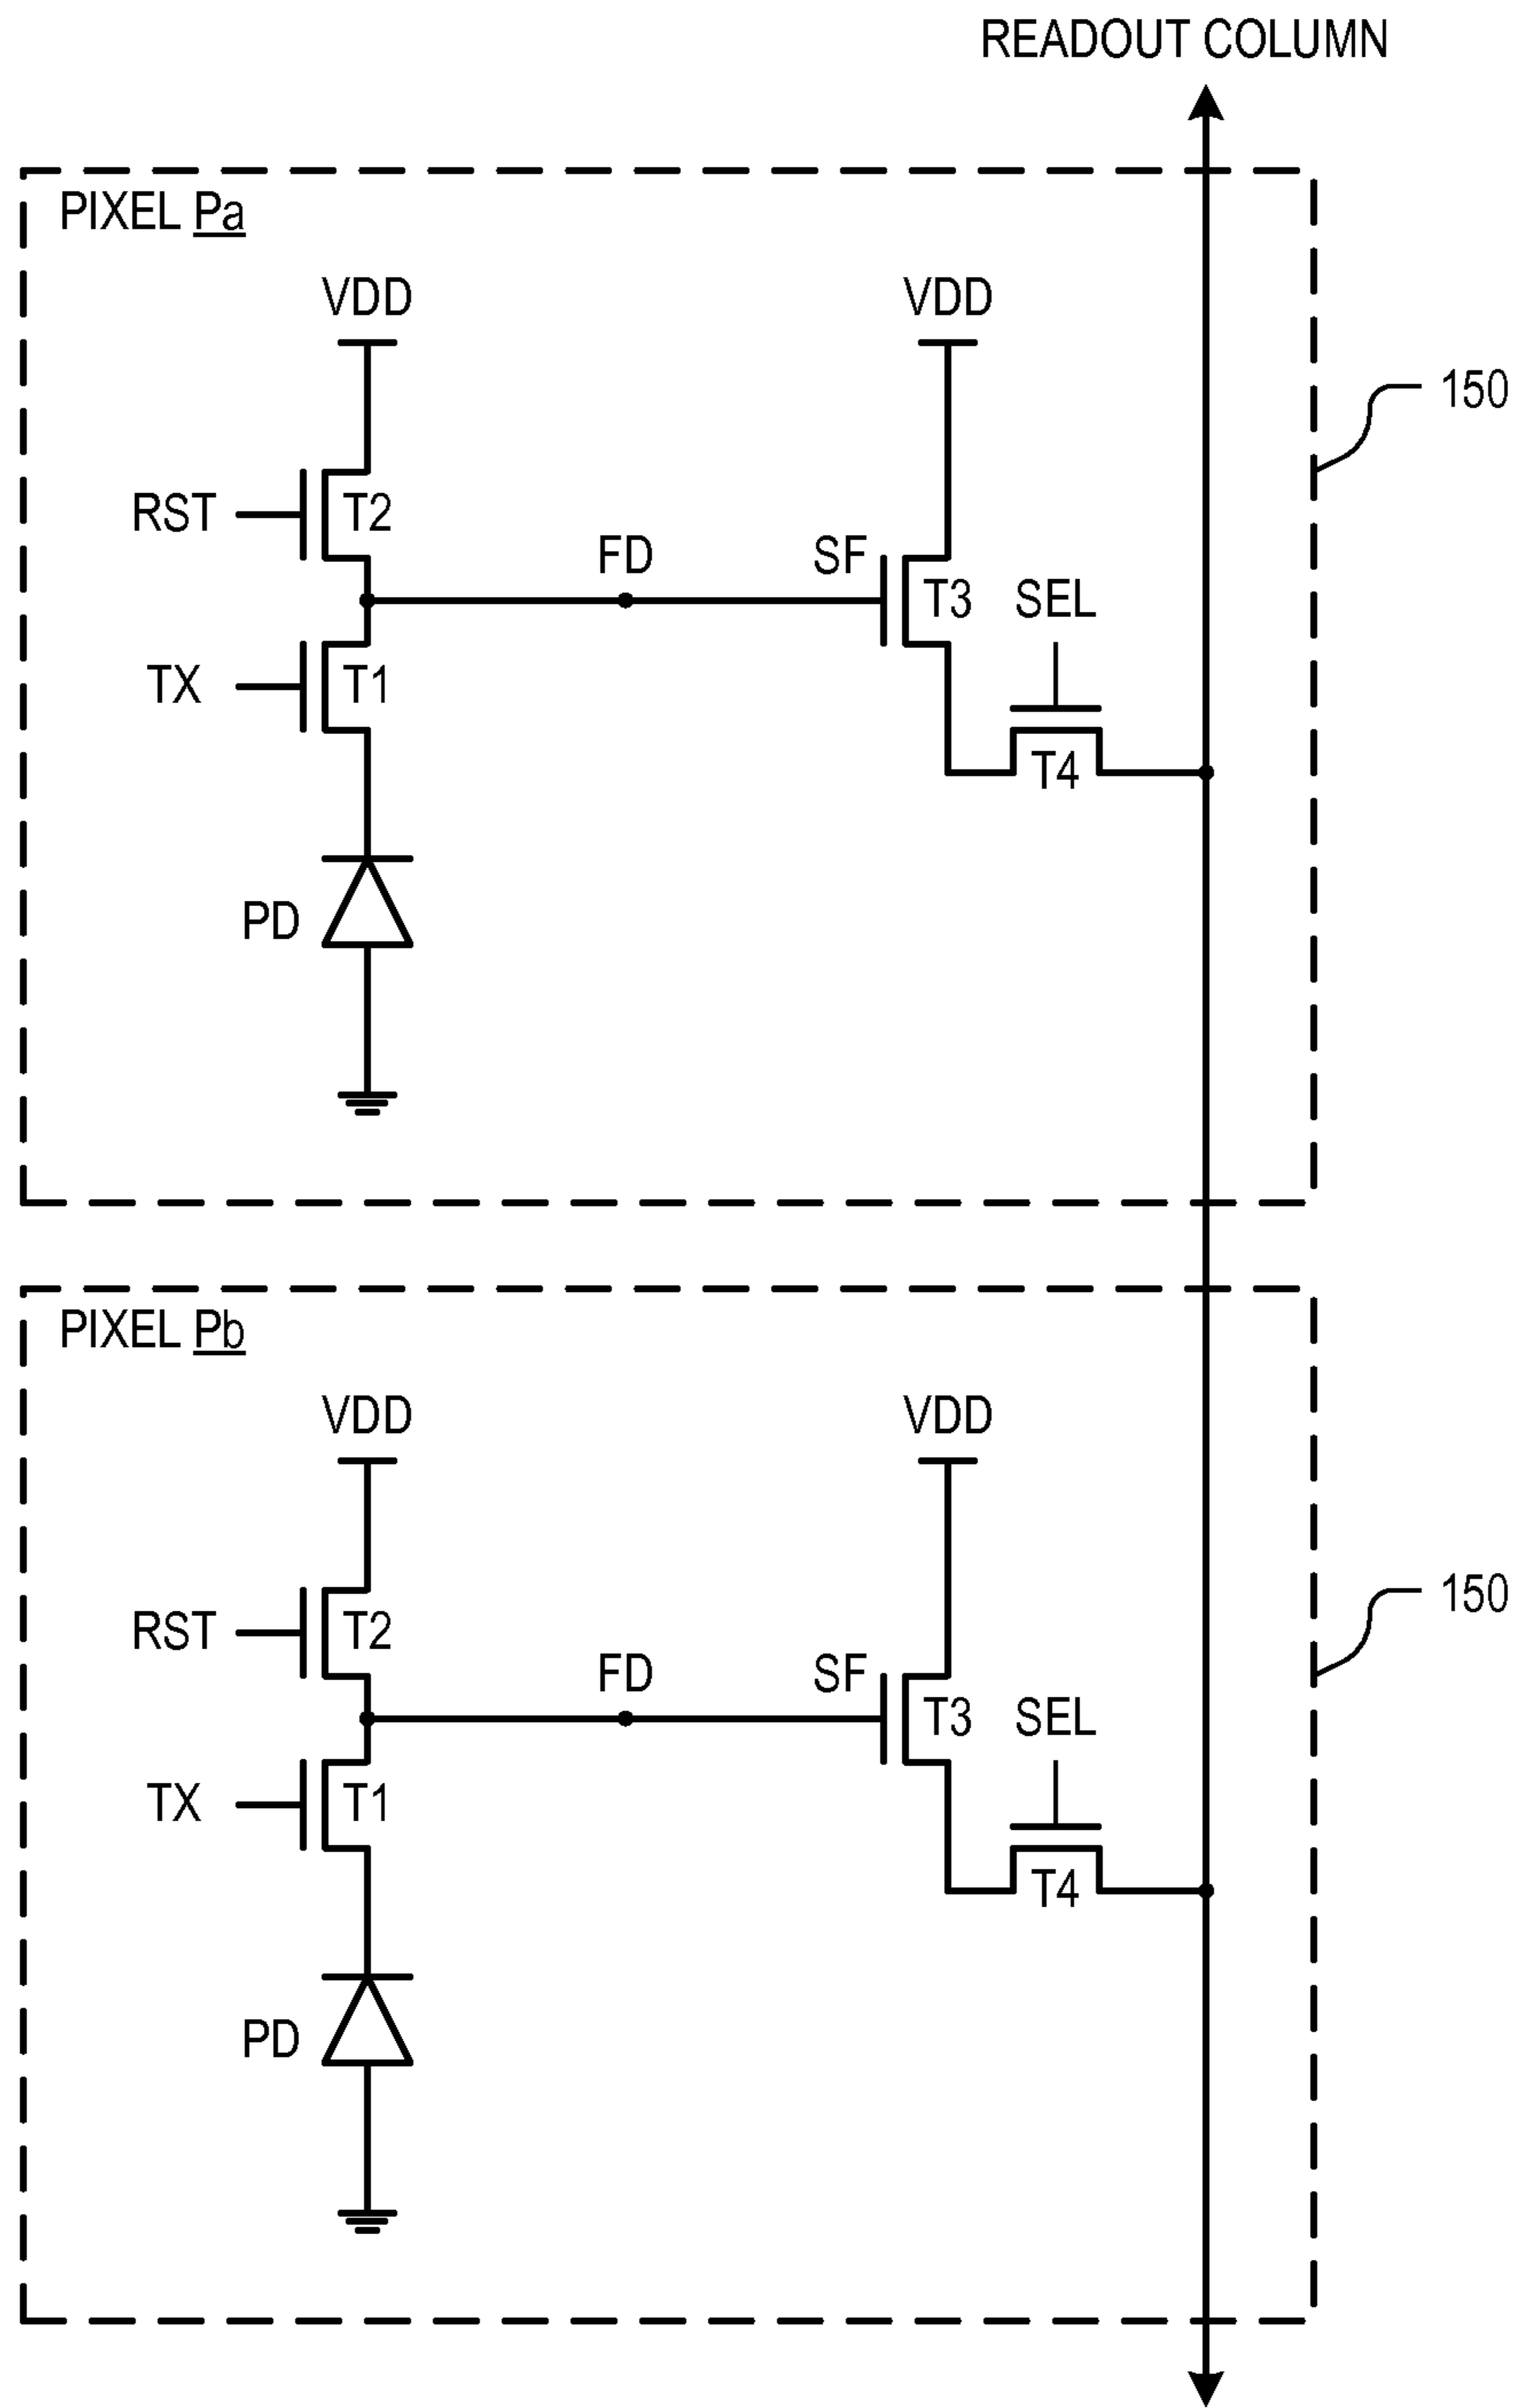 READOUT COLUMN
PIXEL Pa
VDD
VDD
150
RST
T2
FD
SF
T3
SEL
TX
T1
T4
PD
PIXEL Pb
VDD
VDD
150
RST
T2
FD
SF
T3
SEL
TX
T1
T4
PD